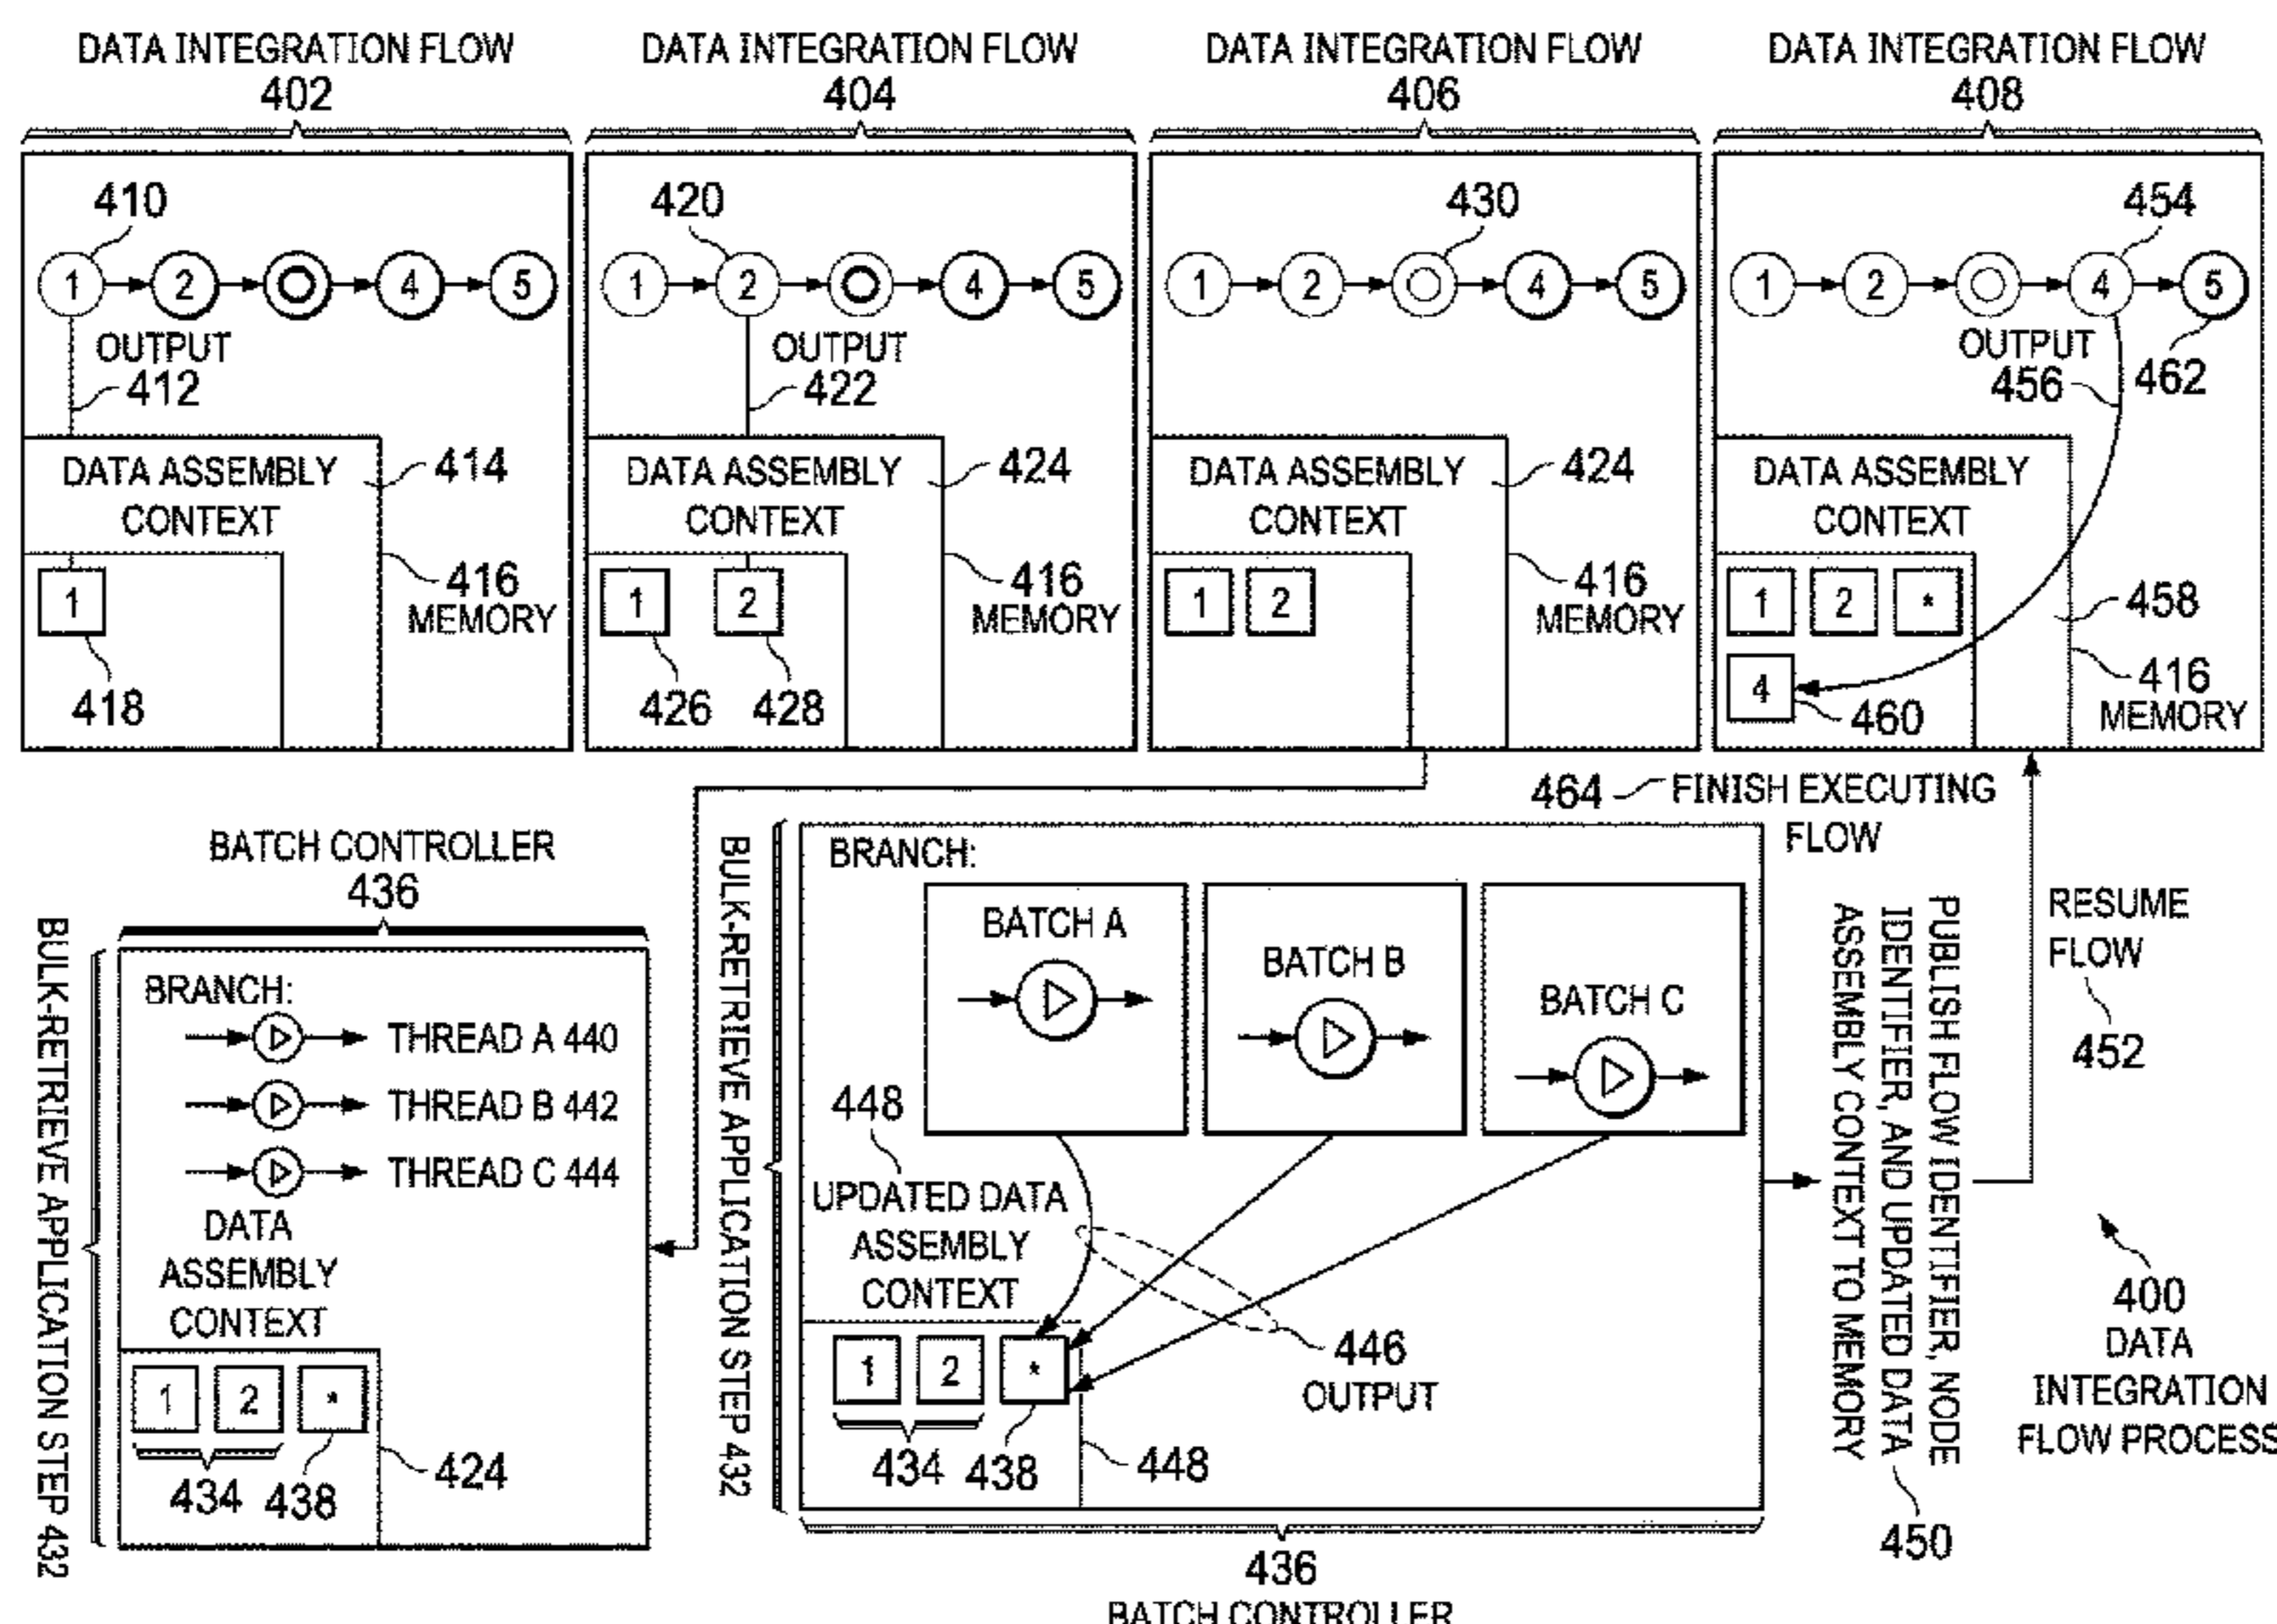 DATA INTEGRATION FLOW
402
410
1
2
4
5
OUTPUT
412
DATA ASSEMBLY
CONTEXT
414
416
MEMORY
1
418
DATA INTEGRATION FLOW
404
420
1
2
4
5
OUTPUT
422
DATA ASSEMBLY
CONTEXT
424
416
MEMORY
1
2
426
428
DATA INTEGRATION FLOW
406
430
1
2
4
5
DATA ASSEMBLY
CONTEXT
424
416
MEMORY
1
2
DATA INTEGRATION FLOW
408
454
1
2
4
5
OUTPUT
456
462
DATA ASSEMBLY
CONTEXT
1
2
*
458
4
460
416
MEMORY
464
FINISH EXECUTING
FLOW
BATCH CONTROLLER
436
BULK-RETRIEVE APPLICATION STEP 432
BRANCH:
THREAD A 440
THREAD B 442
THREAD C 444
DATA
ASSEMBLY
CONTEXT
1
2
*
434
438
424
BULK-RETRIEVE APPLICATION STEP 432
BRANCH:
BATCH A
BATCH B
BATCH C
448
UPDATED DATA
ASSEMBLY
CONTEXT
1
2
*
434
438
448
446
OUTPUT
436
BATCH CONTROLLER
PUBLISH FLOW IDENTIFIER, NODE
IDENTIFIER, AND UPDATED DATA
ASSEMBLY CONTEXT TO MEMORY
450
RESUME
FLOW
452
400
DATA
INTEGRATION
FLOW PROCESS